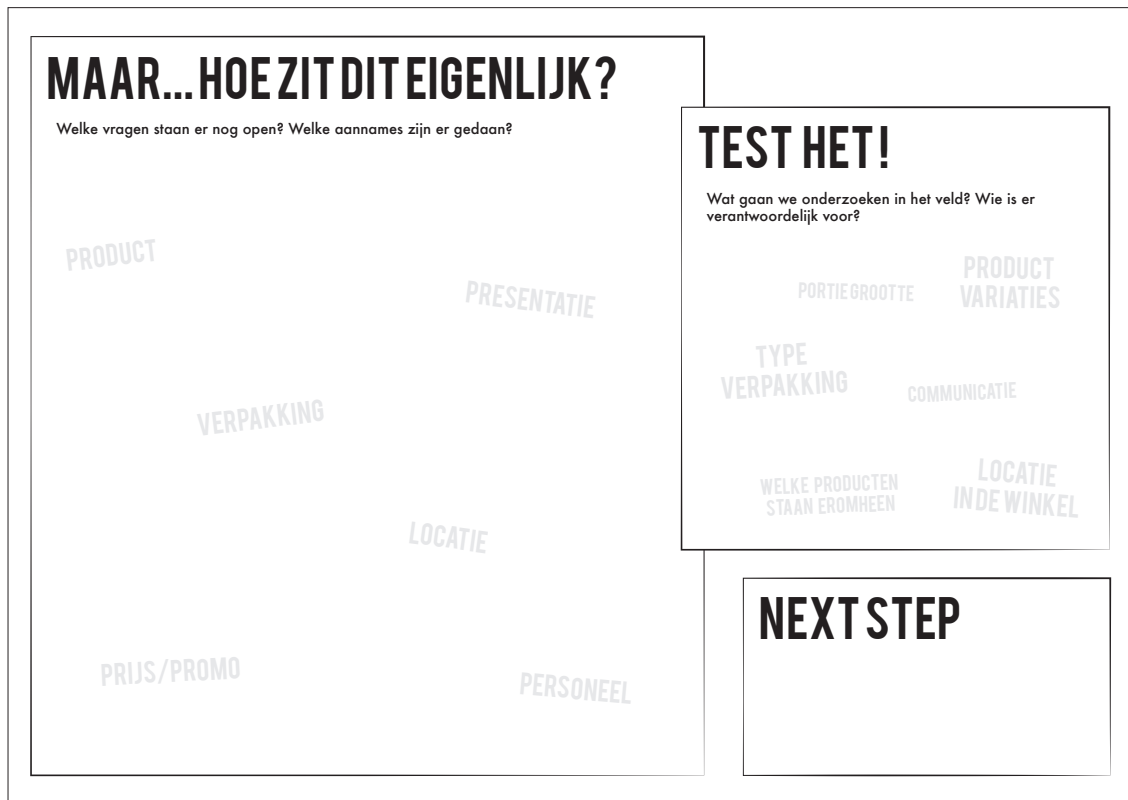 MAAR... HOE ZIT DIT EIGENLIJK?
Welke vragen staan er nog open? Welke aannames zijn er gedaan?
PRODUCT
PRESENTATIE
VERPAKKING
LOCATIE
PRIJS/PROMO
PERSONEEL
TEST HET!
Wat gaan we onderzoeken in het veld? Wie is er
verantwoordelijk voor?
PORTIEGROOTTE
PRODUCT
VARIATIES
TYPE
VERPAKKING
COMMUNICATIE
WELKE PRODUCTEN
STAAN EROMHEEN
LOCATIE
IN DE WINKEL
NEXT STEP